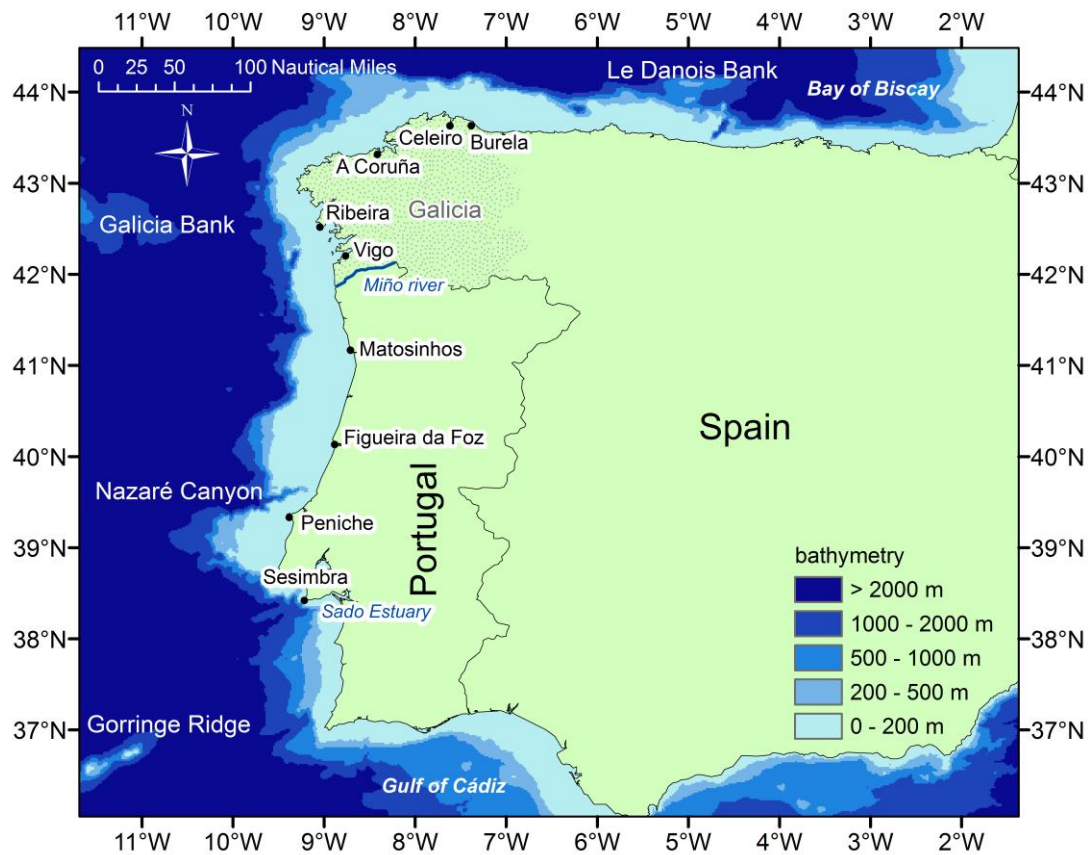 11°W 10°W 9°W 8°W 7°W 6°W 5°W 4°W 3°W 2°W
0 25 50 100 Nautical Miles
Le Danois Bank
Bay of Biscay
44°N 44°N
N
Celeiro
Burela
A Coruña
43°N 43°N
Ribeira
Galicia
Galicia Bank
Vigo
42°N 42°N
Miño river
Matosinhos
41°N 41°N
Spain
Figueira da Foz
40°N 40°N
Nazaré Canyon
Portugal
Peniche
39°N 39°N
bathymetry
Sesimbra
> 2000 m
Sado Estuary
1000 - 2000 m
38°N 38°N
500 - 1000 m
200 - 500 m
Gorringe Ridge
0 - 200 m
37°N 37°N
Gulf of Cádiz
11°W 10°W 9°W 8°W 7°W 6°W 5°W 4°W 3°W 2°W